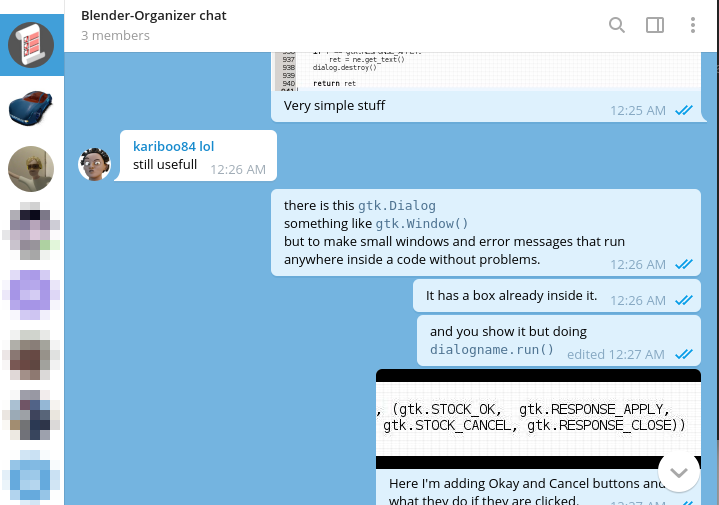 Blender-Organizer chat
3 members
937 ret = ne.get_text()
938 dialog.destroy()
939
940 return ret
Very simple stuff
12:25 AM
kariboo84 lol
still usefull 12:26 AM
there is this gtk.Dialog
something like gtk.Window()
but to make small windows and error messages that run
anywhere inside a code without problems.
12:26 AM
It has a box already inside it. 12:26 AM
and you show it but doing
dialogname.run() edited 12:27 AM
, (gtk.STOCK_OK, gtk.RESPONSE_APPLY,
gtk.STOCK_CANCEL, gtk.RESPONSE_CLOSE))
Here I'm adding Okay and Cancel buttons and
what they do if they are clicked. 12:27 AM